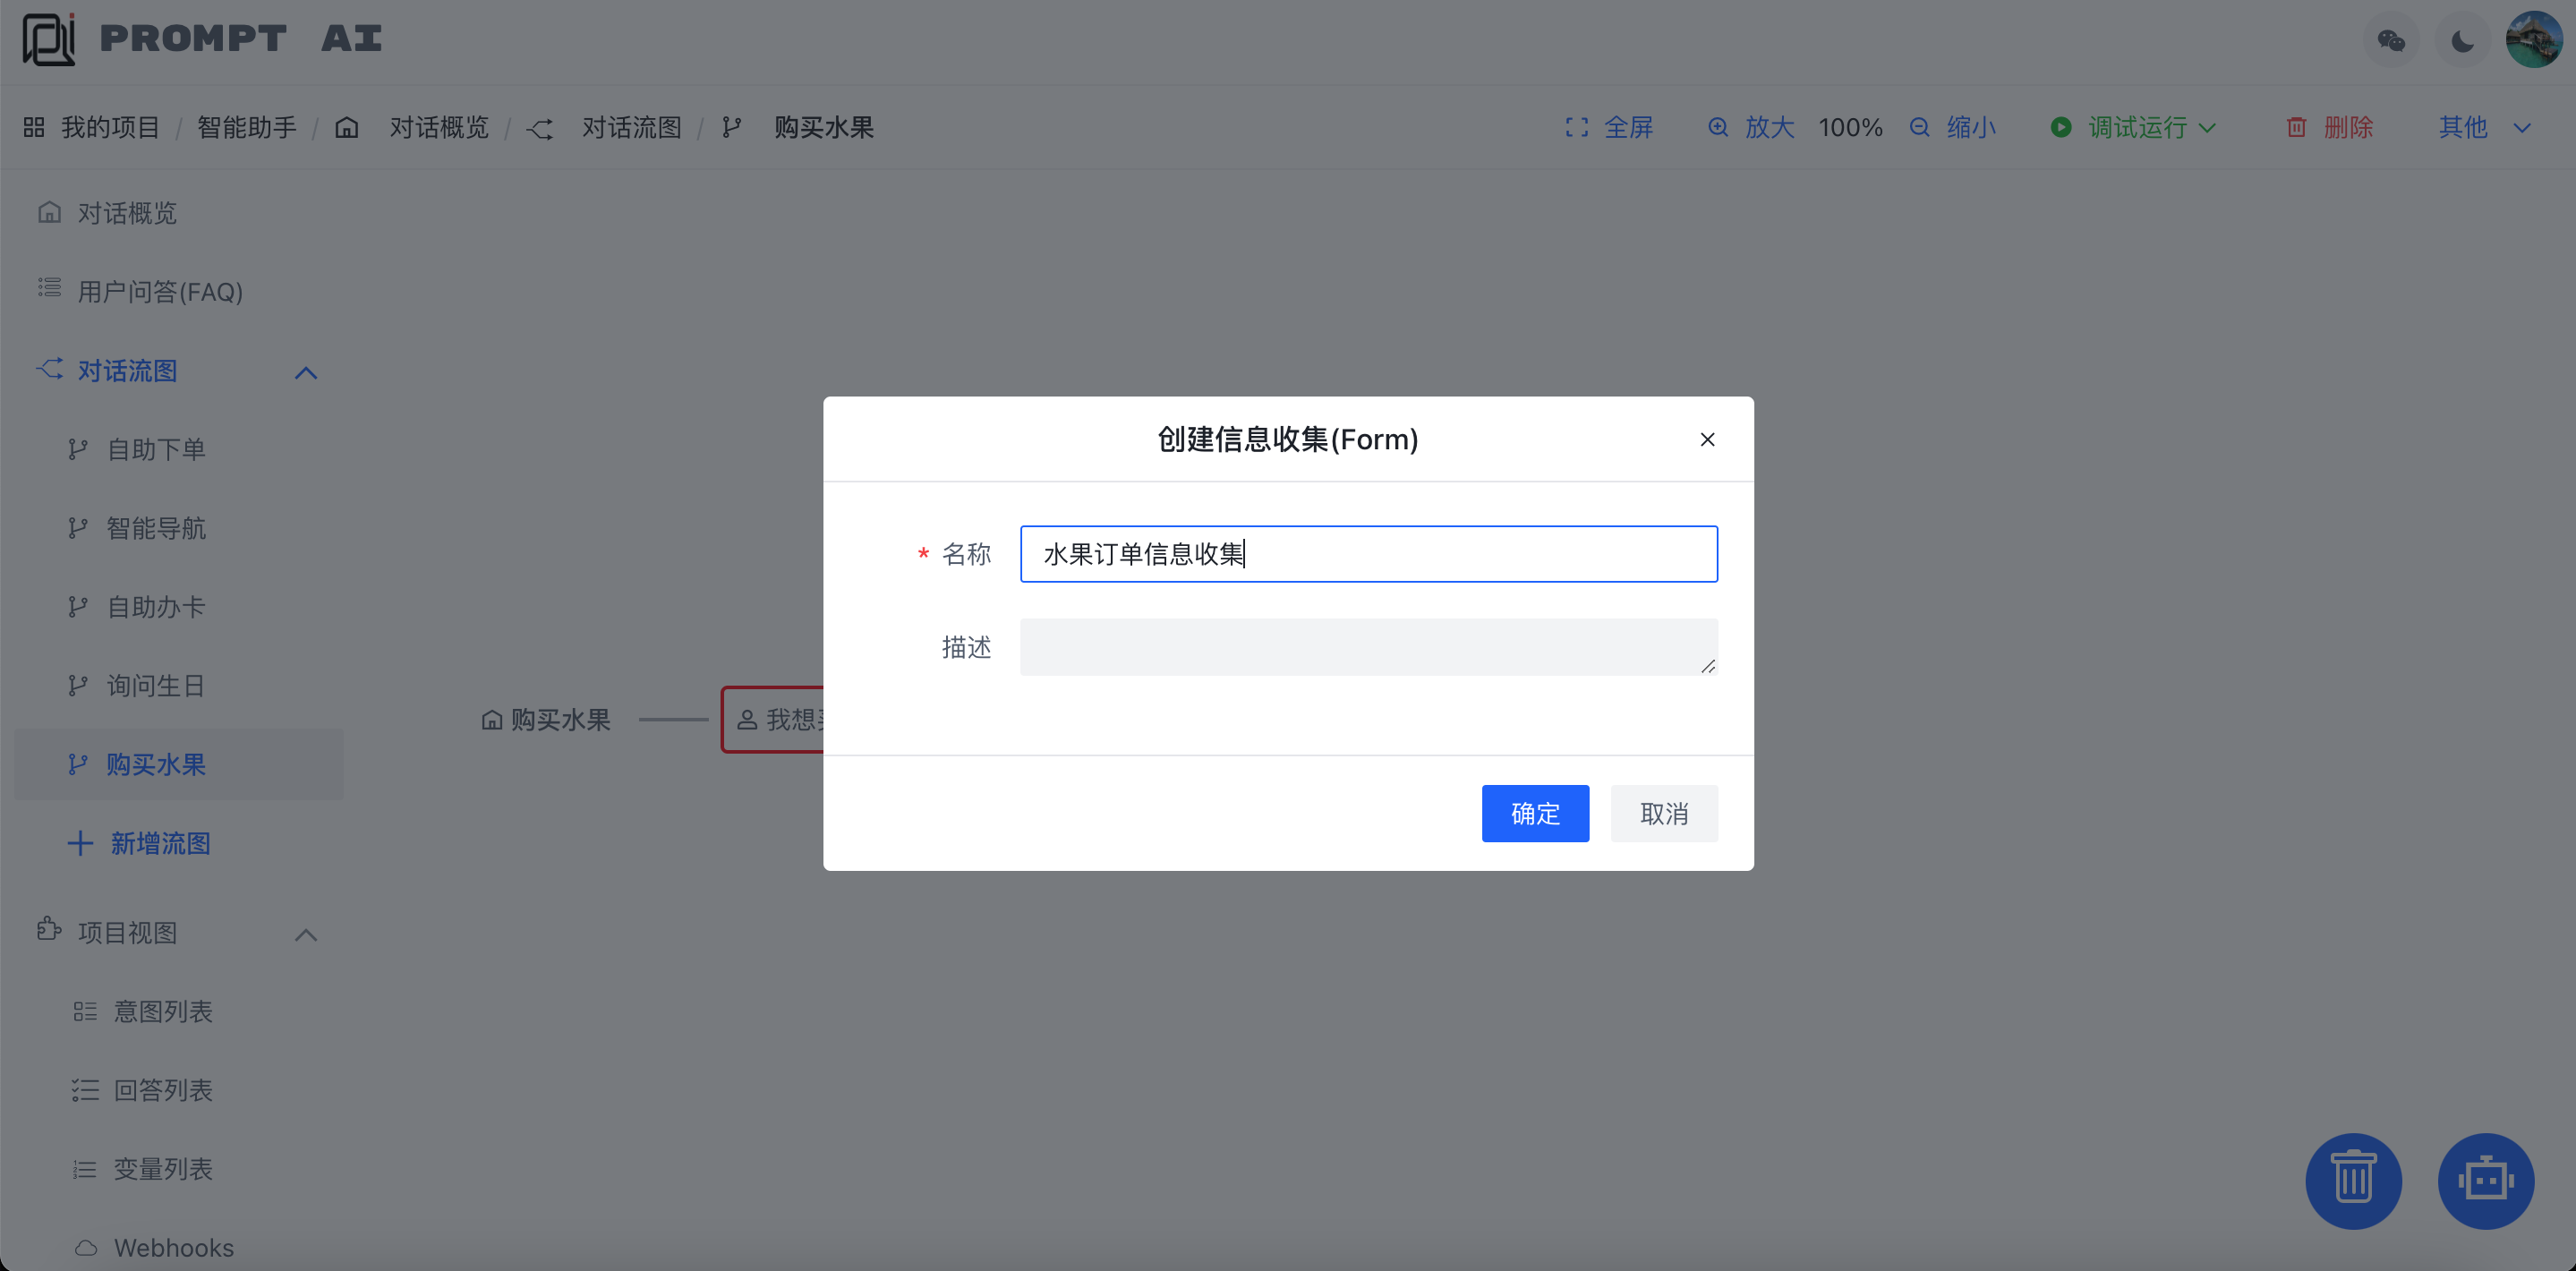 PROMPT AI
我的项目 / 智能助手 / 对话概览 / 对话流图 / 购买水果
全屏 放大 100% 缩小 调试运行 删除 其他
对话概览
用户问答(FAQ)
对话流图
自助下单
智能导航
自助办卡
询问生日
购买水果
新增流图
项目视图
意图列表
回答列表
变量列表
Webhooks
购买水果
我想
创建信息收集(Form)
* 名称 水果订单信息收集
描述
确定 取消